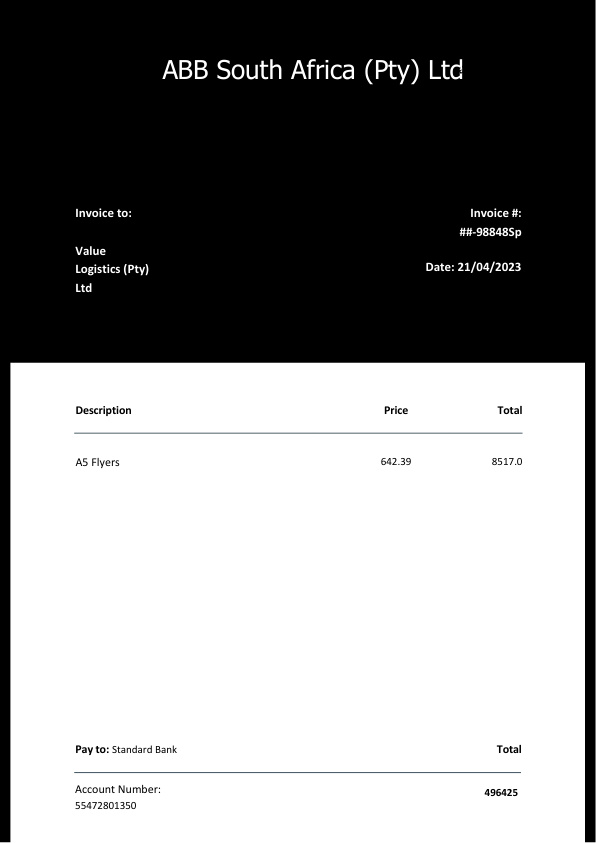 ABB South Africa (Pty) Ltd
Invoice to:
Invoice #:
##-98848Sp
Value
Logistics (Pty)
Ltd
Date: 21/04/2023
Description Price Total
A5 Flyers 642.39 8517.0
Pay to: Standard Bank Total
Account Number:
55472801350
496425